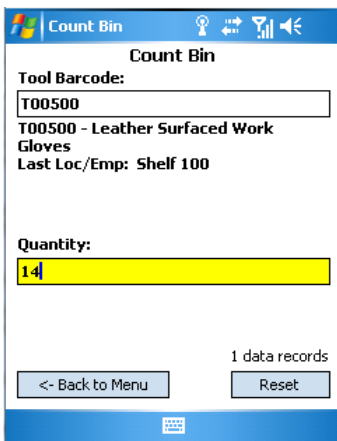 Count Bin
Count Bin
Tool Barcode:
T00500
T00500 - Leather Surfaced Work
Gloves
Last Loc/Emp: Shelf 100
Quantity:
14
1 data records
<- Back to Menu
Reset